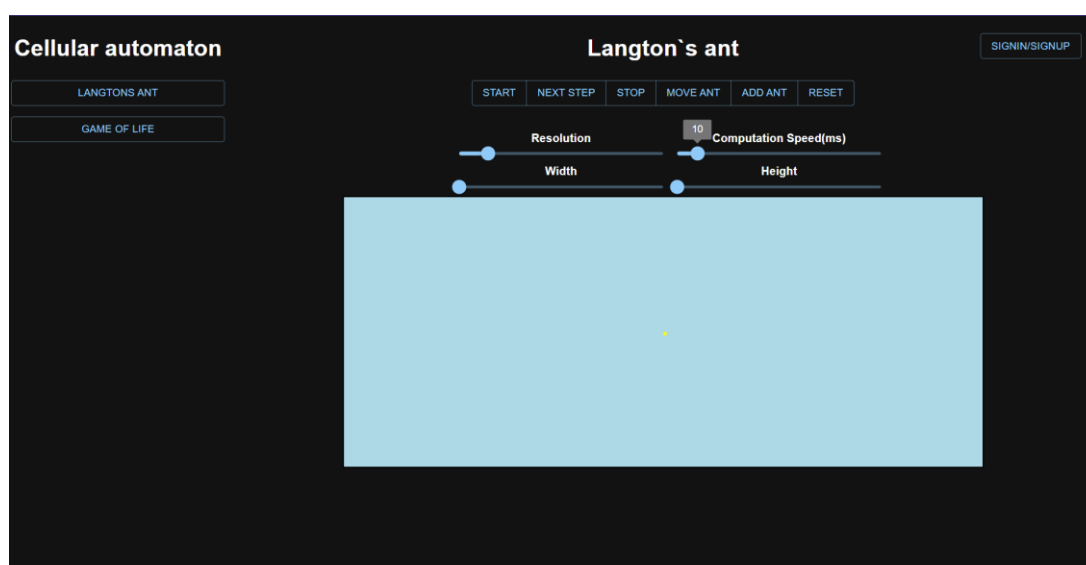 Cellular automaton
Langton`s ant
SIGNIN/SIGNUP
LANGTONS ANT
START NEXT STEP STOP MOVE ANT ADD ANT RESET
GAME OF LIFE
10
Resolution
Computation Speed(ms)
Width
Height